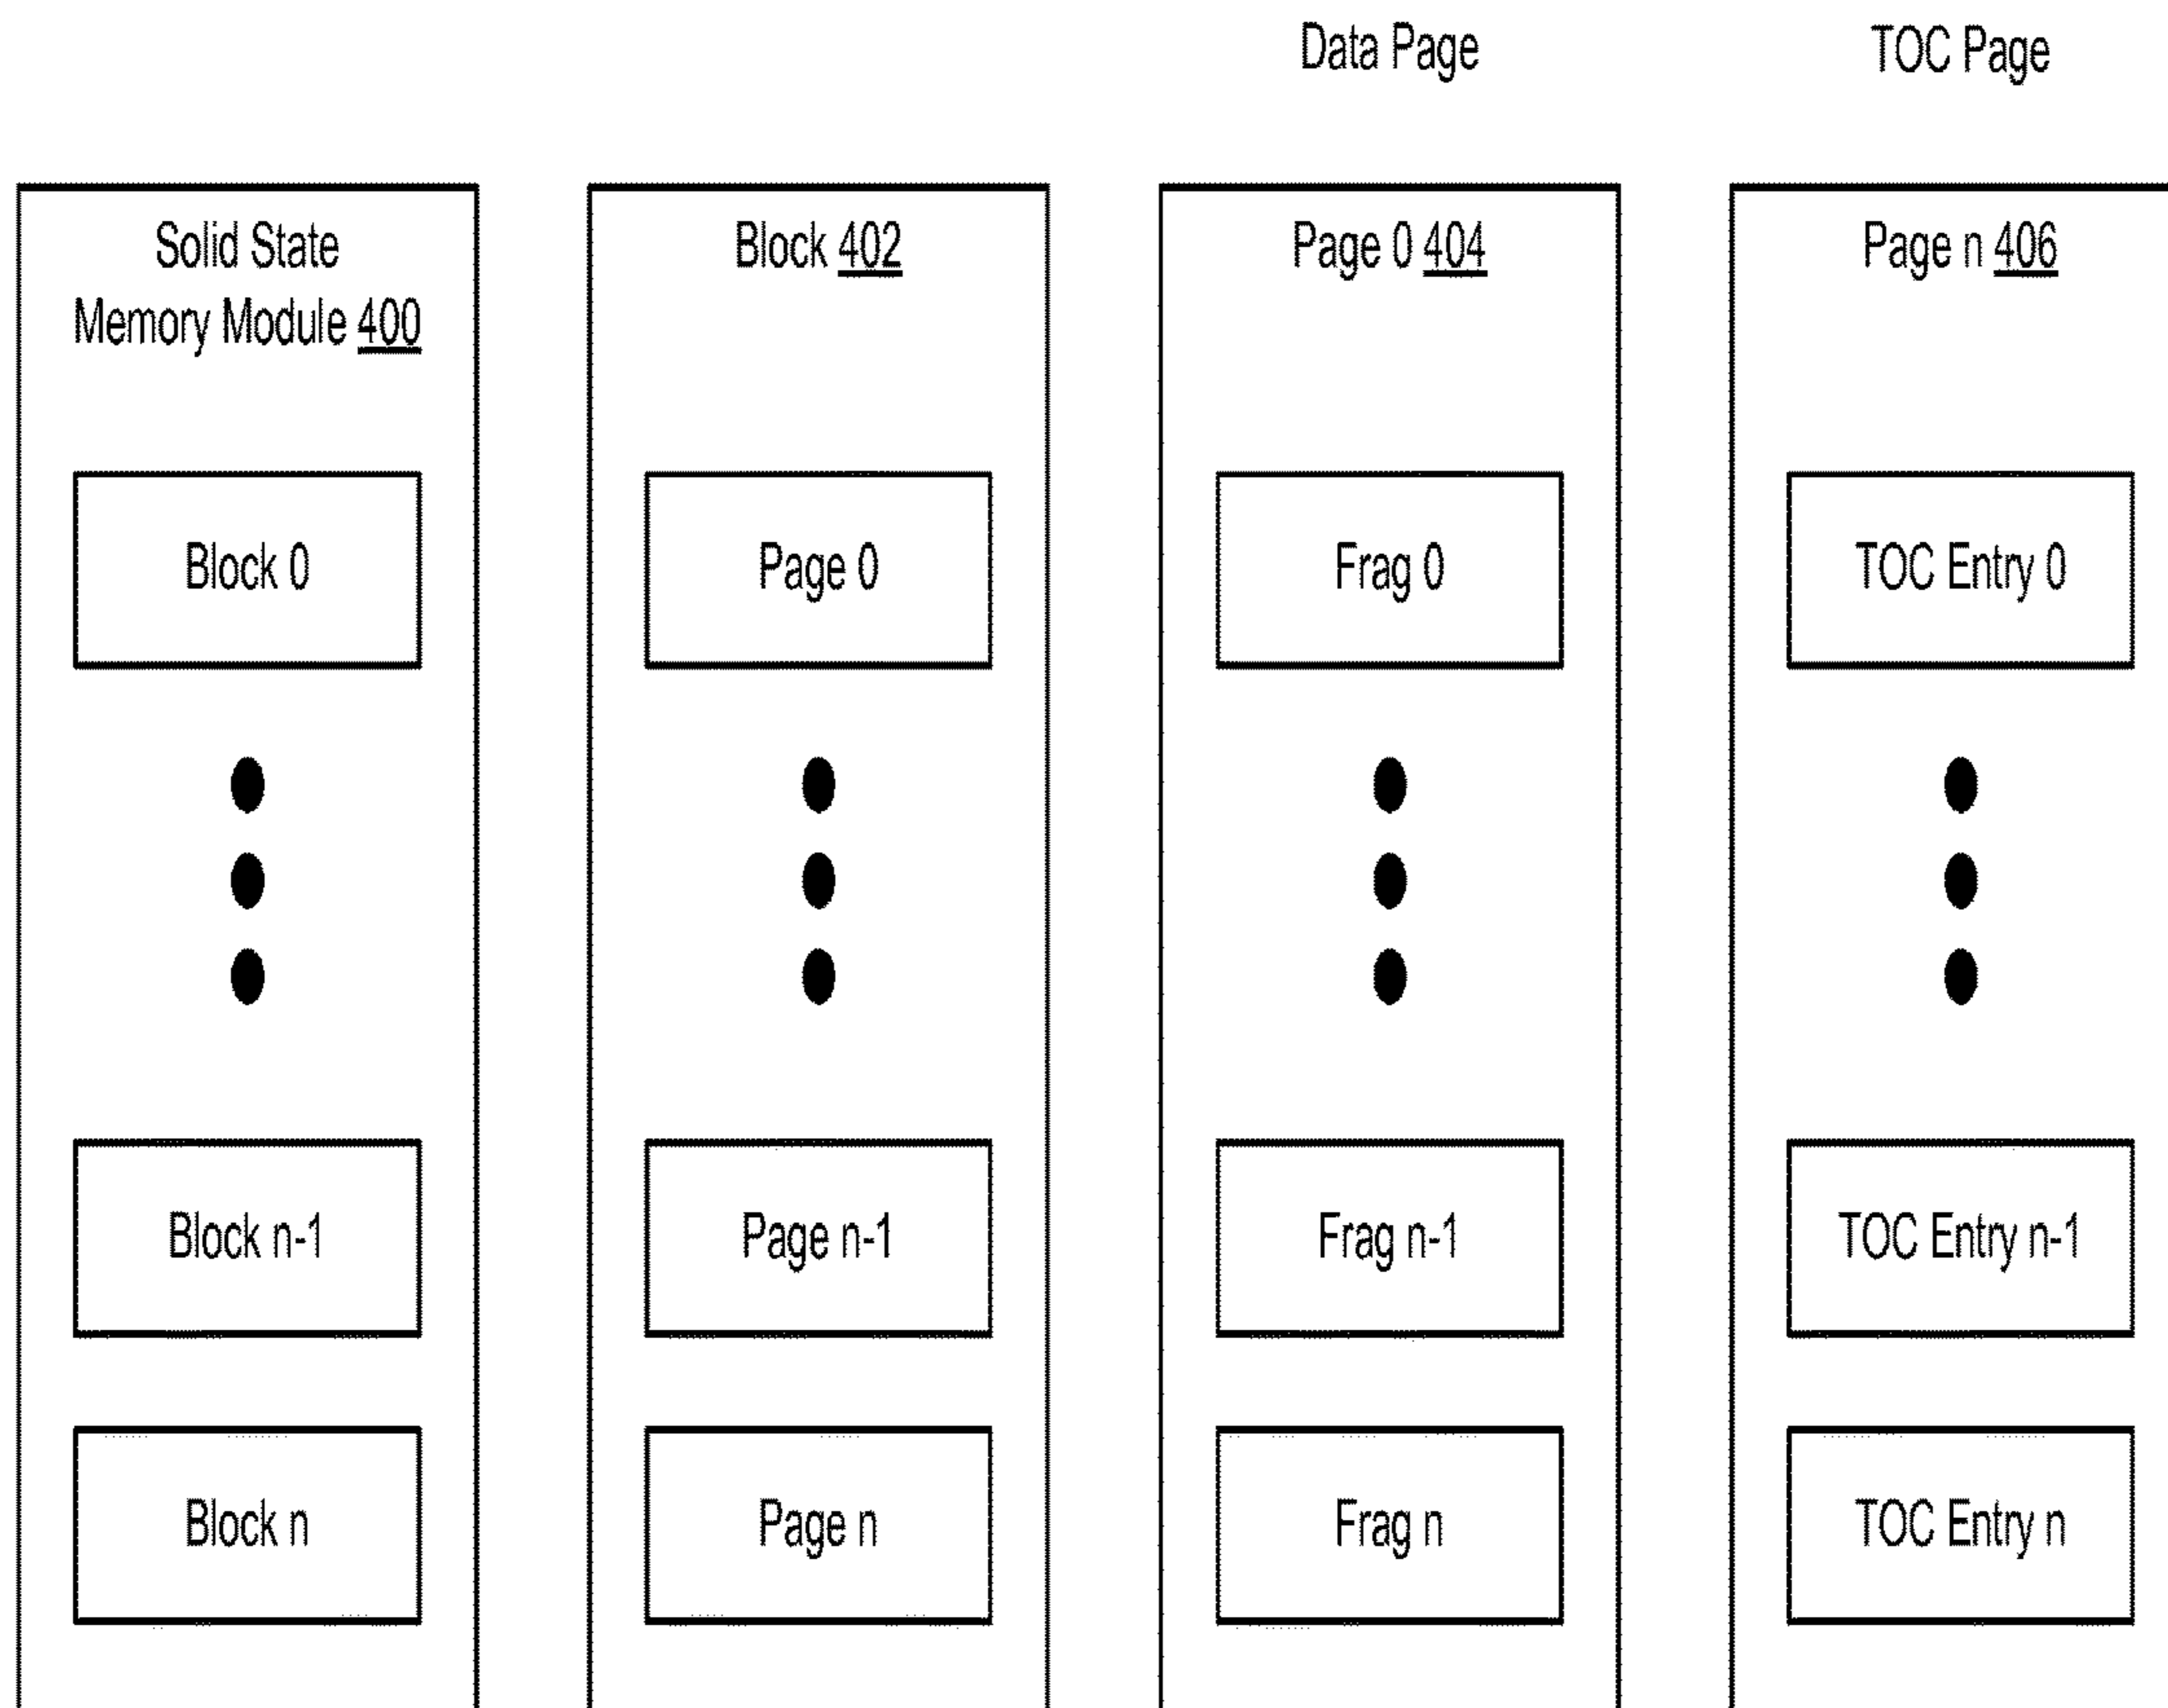 Data Page
TOC Page
Solid State
Memory Module 400
Block 0
Block n-1
Block n
Block 402
Page 0
Page n-1
Page n
Page 0 404
Frag 0
Frag n-1
Frag n
Page n 406
TOC Entry 0
TOC Entry n-1
TOC Entry n